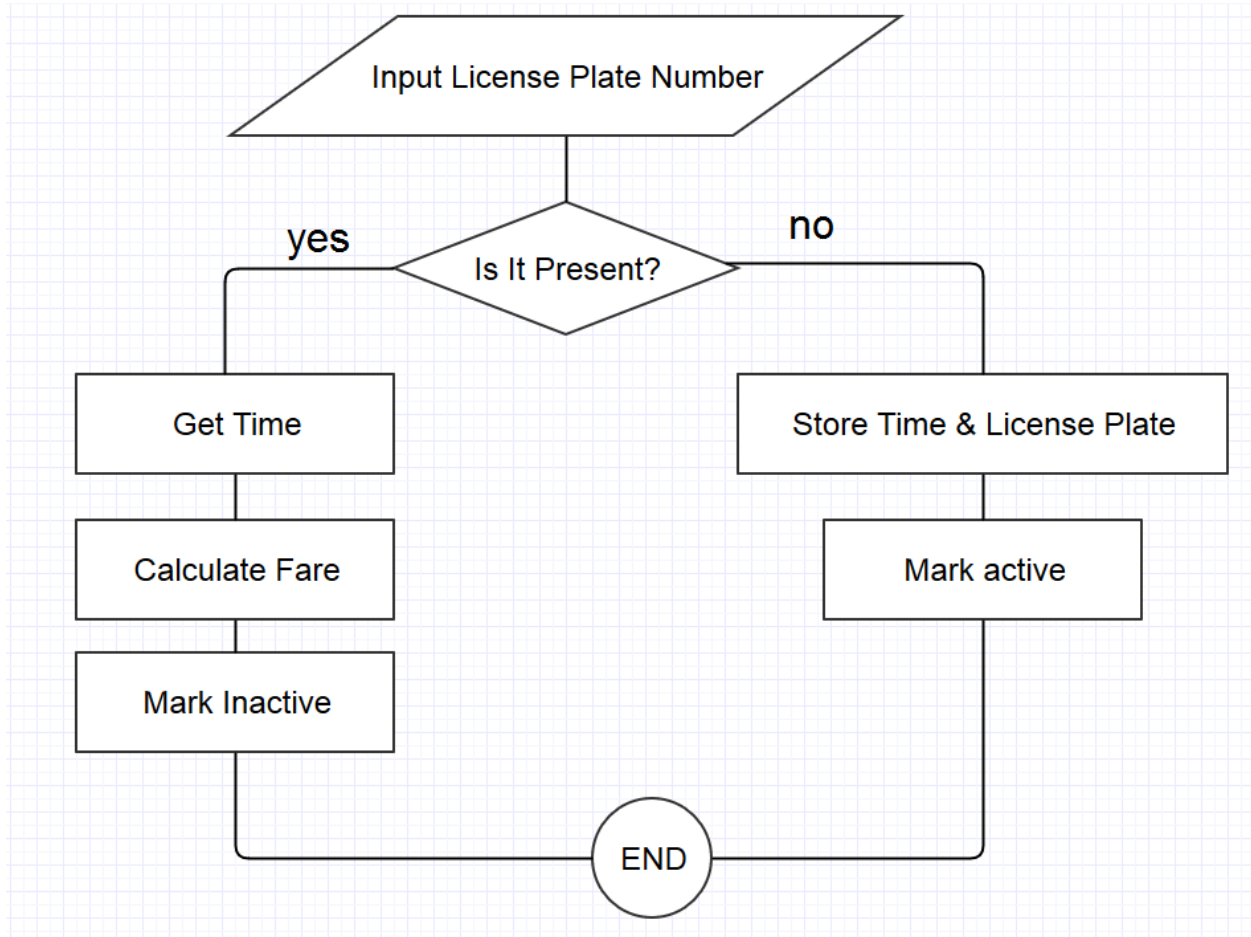 Input License Plate Number
Is It Present?
yes
no
Get Time
Calculate Fare
Mark Inactive
Store Time & License Plate
Mark active
END